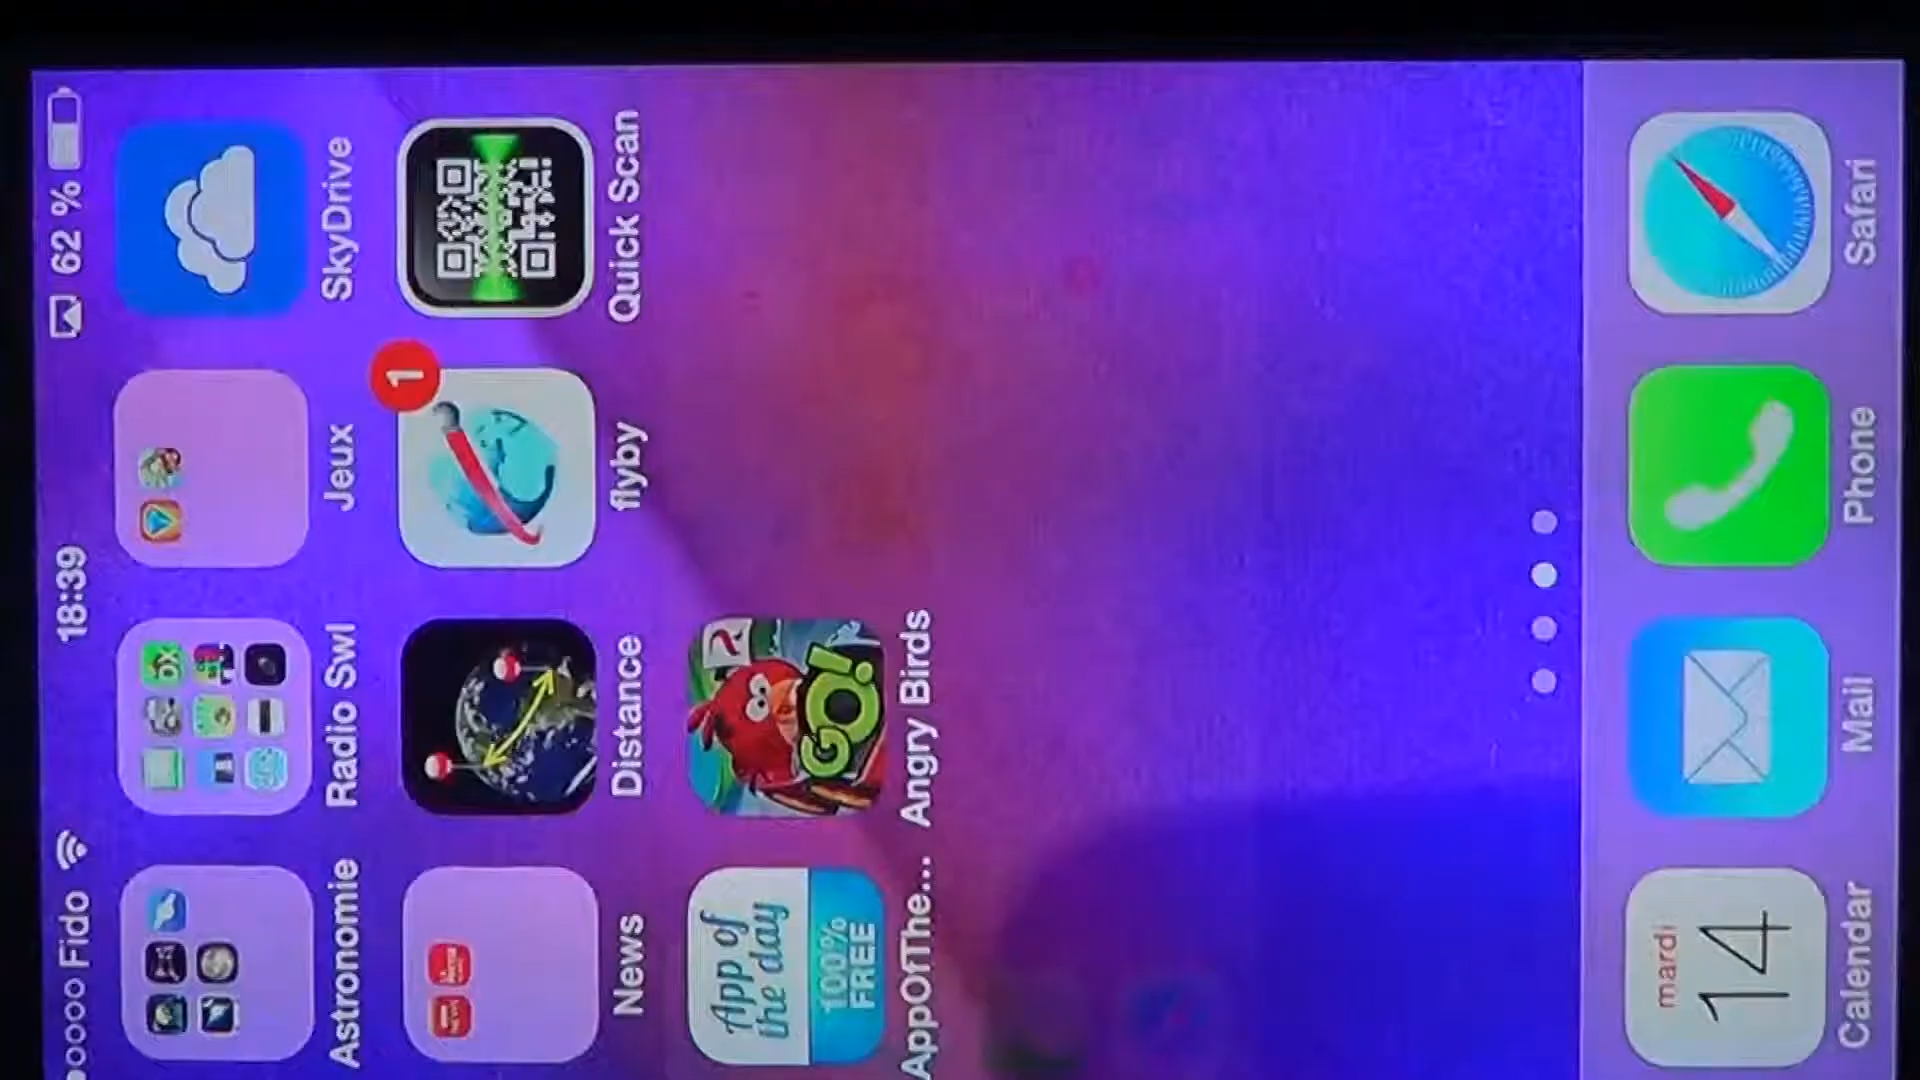 Fido 18:39 62 %
Astronomie Radio Swl Jeux SkyDrive
1
News Distance flyby Quick Scan
App of
the day
100%
FREE
GO!
AppOfThe... Angry Birds
mardi
14
Calendar Mail Phone Safari